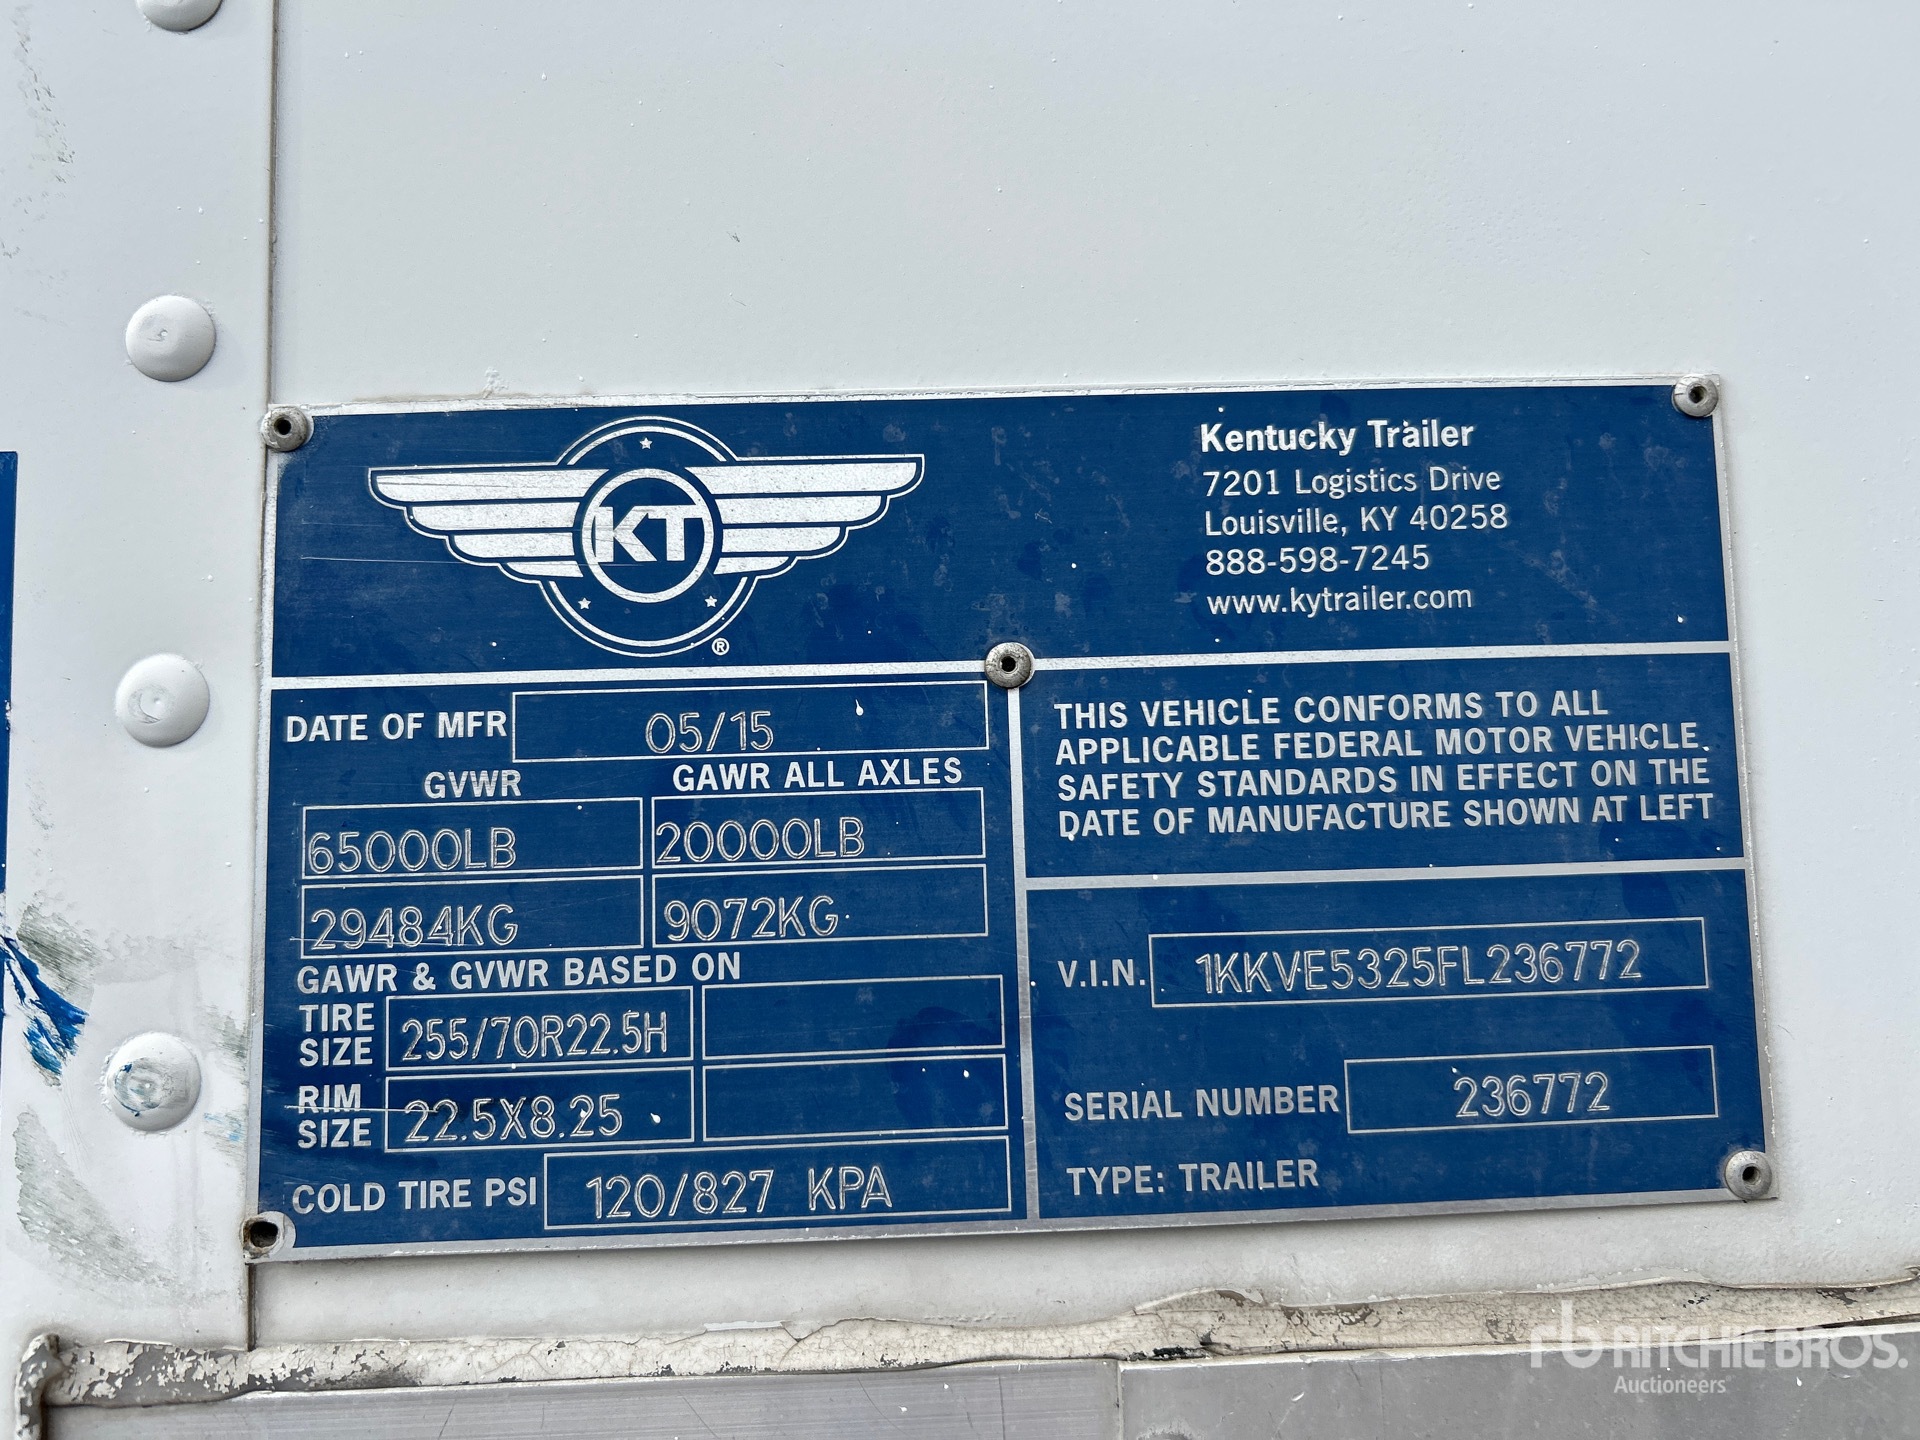 KT
®
Kentucky Trailer
7201 Logistics Drive
Louisville, KY 40258
888-598-7245
www.kytrailer.com
DATE OF MFR 05/15
GVWR GAWR ALL AXLES
65000LB 20000LB
29484KG 9072KG
GAWR & GVWR BASED ON
TIRE SIZE 255/70R22.5H
RIM SIZE 22.5X8.25
COLD TIRE PSI 120/827 KPA
THIS VEHICLE CONFORMS TO ALL
APPLICABLE FEDERAL MOTOR VEHICLE
SAFETY STANDARDS IN EFFECT ON THE
DATE OF MANUFACTURE SHOWN AT LEFT
V.I.N. 1KKVE5325FL236772
SERIAL NUMBER 236772
TYPE: TRAILER
rb RITCHIE BROS.
Auctioneers